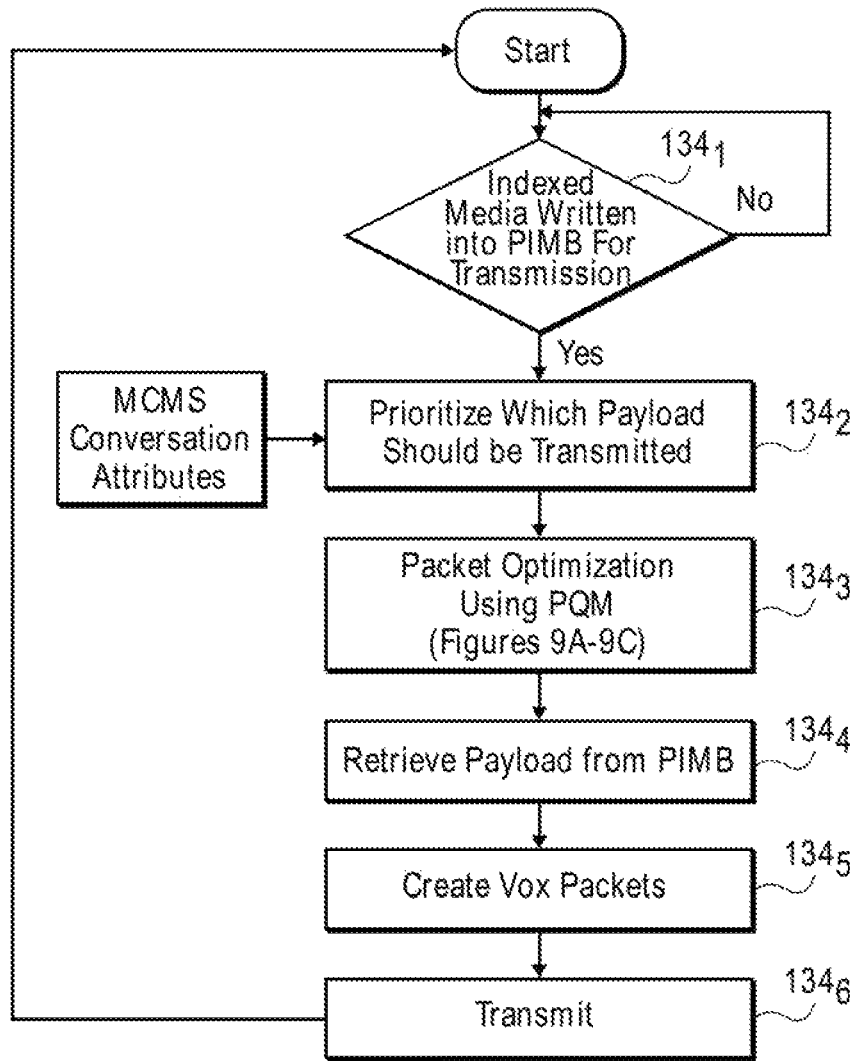 Start
134₁
Indexed
Media Written
into PIMB For
Transmission
No
Yes
MCMS
Conversation
Attributes
Prioritize Which Payload
Should be Transmitted
134₂
Packet Optimization
Using PQM
(Figures 9A-9C)
134₃
Retrieve Payload from PIMB
134₄
Create Vox Packets
134₅
Transmit
134₆